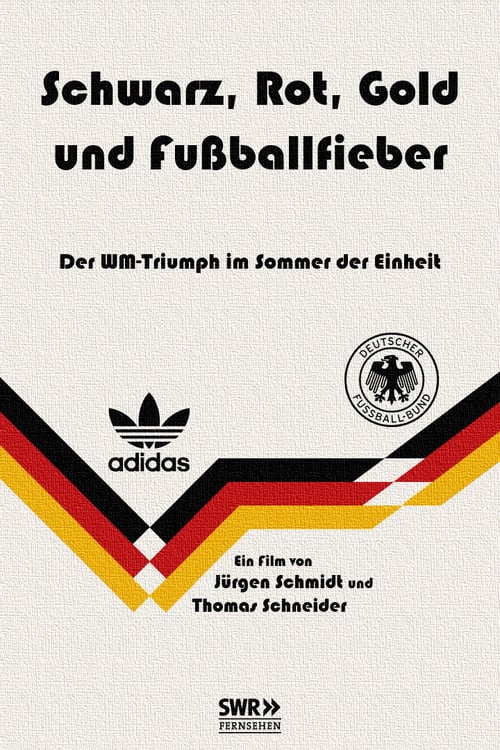 Schwarz, Rot, Gold
und Fußballfieber
Der WM-Triumph im Sommer der Einheit
DEUTSCHER
FUSSBALL-BUND
adidas
Ein Film von
Jürgen Schmidt und
Thomas Schneider
SWR
FERNSEHEN